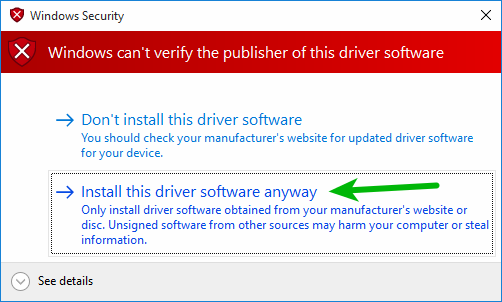 Windows Security
Windows can't verify the publisher of this driver software
Don't install this driver software
You should check your manufacturer's website for updated driver software
for your device.
Install this driver software anyway
Only install driver software obtained from your manufacturer's website or
disc. Unsigned software from other sources may harm your computer or steal
information.
See details